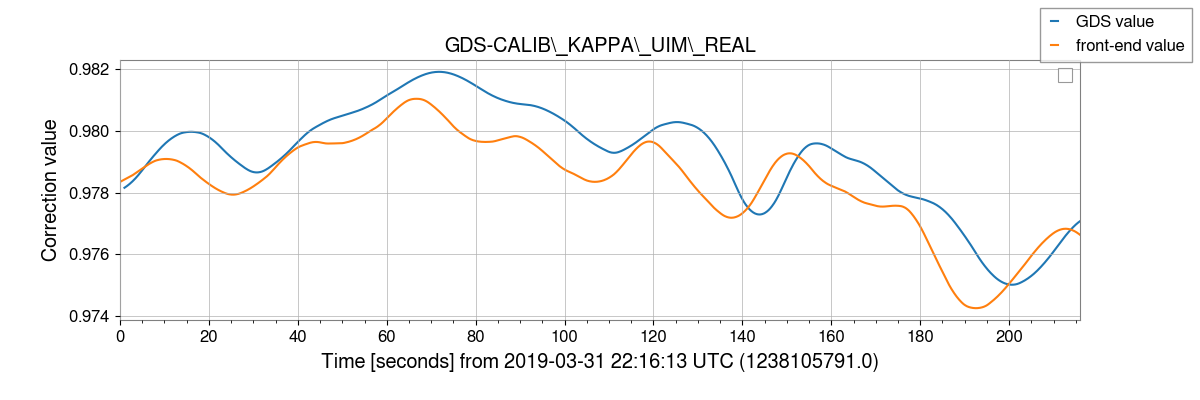 GDS value
front-end value
GDS-CALIB\_KAPPA\_UIM\_REAL
Correction value
0.982
0.980
0.978
0.976
0.974
0 20 40 60 80 100 120 140 160 180 200
Time [seconds] from 2019-03-31 22:16:13 UTC (1238105791.0)